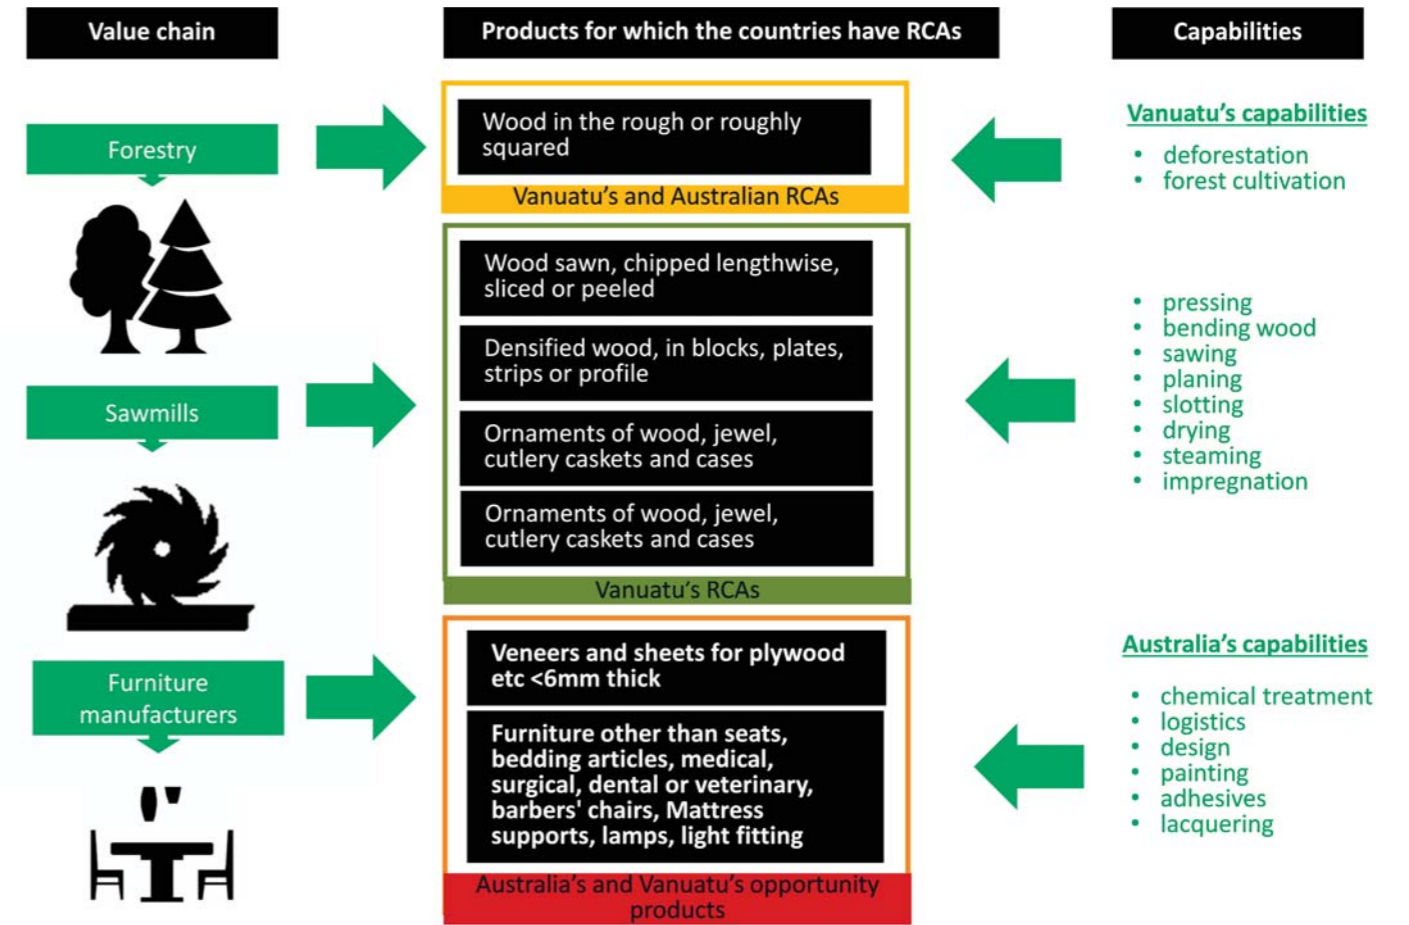 Value chain
Products for which the countries have RCAs
Capabilities
Forestry
Wood in the rough or roughly
squared
Vanuatu's and Australian RCAs
Vanuatu's capabilities
• deforestation
• forest cultivation
Sawmills
Wood sawn, chipped lengthwise,
sliced or peeled
Densified wood, in blocks, plates,
strips or profile
Ornaments of wood, jewel,
cutlery caskets and cases
Ornaments of wood, jewel,
cutlery caskets and cases
Vanuatu's RCAs
• pressing
• bending wood
• sawing
• planing
• slotting
• drying
• steaming
• impregnation
Furniture
manufacturers
Veneers and sheets for plywood
etc <6mm thick
Furniture other than seats,
bedding articles, medical,
surgical, dental or veterinary,
barbers' chairs, Mattress
supports, lamps, light fitting
Australia's and Vanuatu's opportunity
products
Australia's capabilities
• chemical treatment
• logistics
• design
• painting
• adhesives
• lacquering